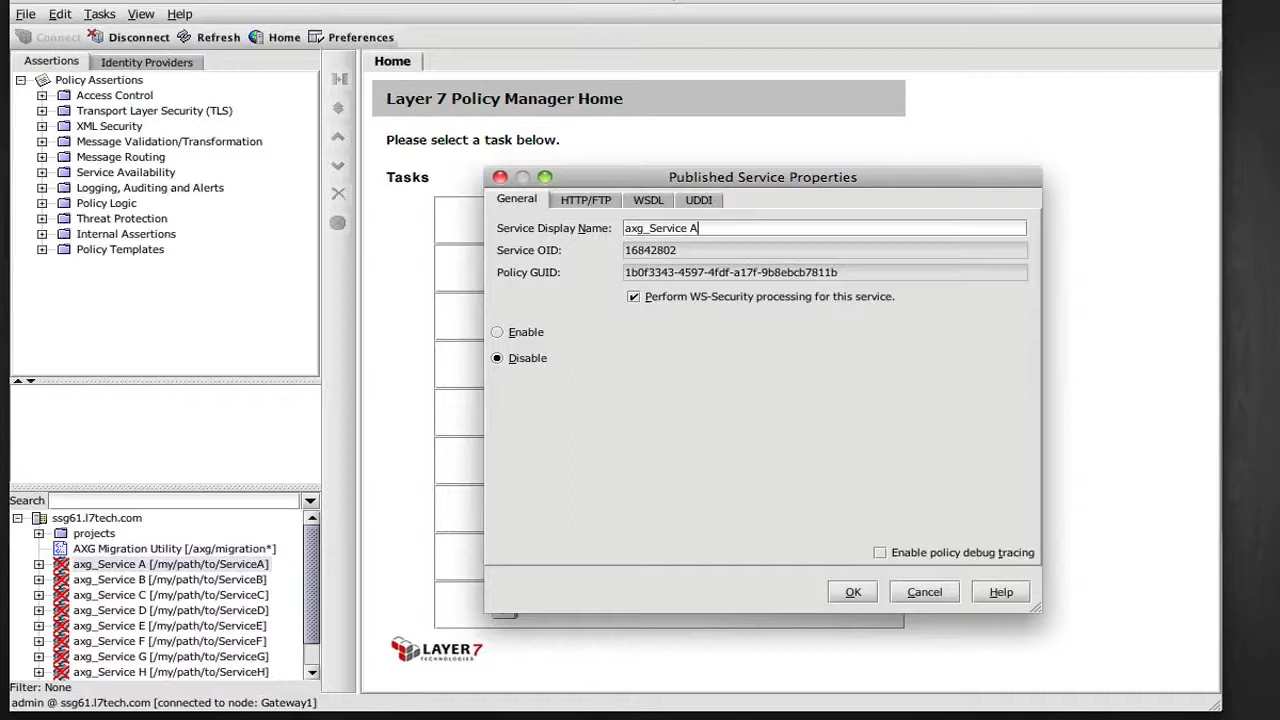 File Edit Tasks View Help
Connect Disconnect Refresh Home Preferences
Assertions Identity Providers
Policy Assertions
Access Control
Transport Layer Security (TLS)
XML Security
Message Validation/Transformation
Message Routing
Service Availability
Logging, Auditing and Alerts
Policy Logic
Threat Protection
Internal Assertions
Policy Templates
Search
ssg61.l7tech.com
projects
AXG Migration Utility [/axg/migration*]
axg_Service A [/my/path/to/ServiceA]
axg_Service B [/my/path/to/ServiceB]
axg_Service C [/my/path/to/ServiceC]
axg_Service D [/my/path/to/ServiceD]
axg_Service E [/my/path/to/ServiceE]
axg_Service F [/my/path/to/ServiceF]
axg_Service G [/my/path/to/ServiceG]
axg_Service H [/my/path/to/ServiceH]
Filter: None
admin @ ssg61.l7tech.com [connected to node: Gateway1]
Home
Layer 7 Policy Manager Home
Please select a task below.
Tasks
Published Service Properties
General HTTP/FTP WSDL UDDI
Service Display Name: axg_Service A
Service OID: 16842802
Policy GUID: 1b0f3343-4597-4fdf-a17f-9b8ebcb7811b
Perform WS-Security processing for this service.
Enable
Disable
Enable policy debug tracing
OK Cancel Help
LAYER 7
TECHNOLOGIES